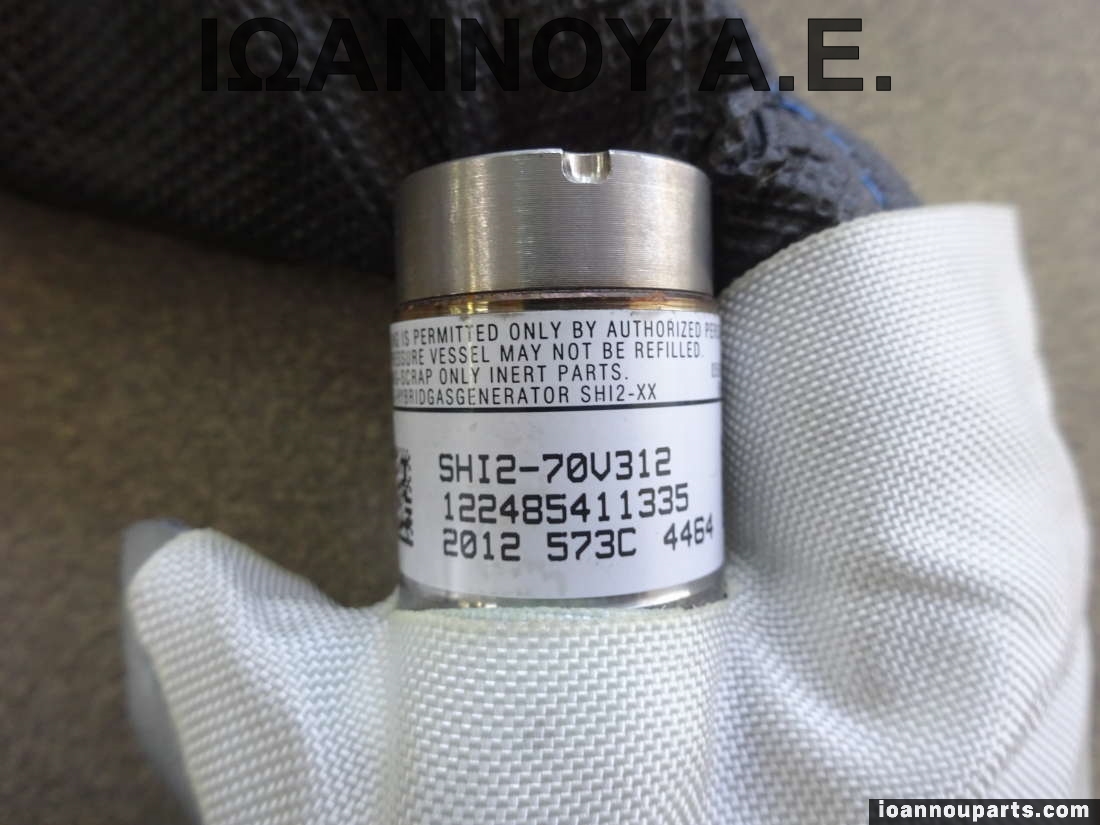 ΙΩΑΝΝΟΥ Α.Ε.
IS PERMITTED ONLY BY AUTHORIZED
VESSEL MAY NOT BE REFILLED.
SCRAP ONLY INERT PARTS.
HYBRIDGASGENERATOR SHI2-XX
SHI2-70V312
122485411335
2012 573C 4464
ioannouparts.com